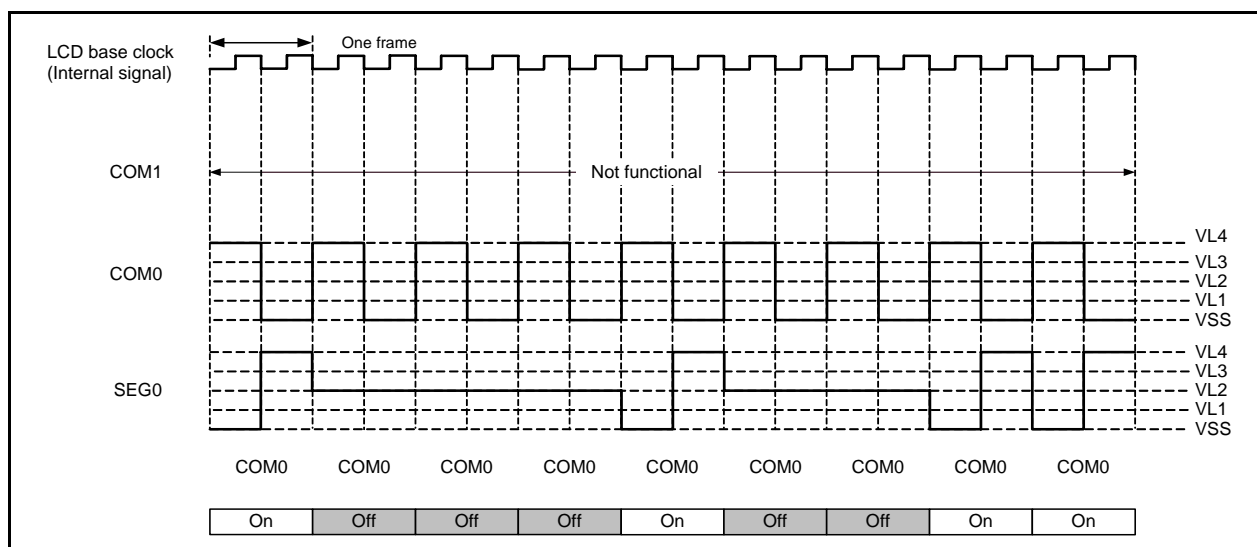 LCD base clock
(Internal signal)
One frame
COM1
Not functional
COM0
VL4
VL3
VL2
VL1
VSS
SEG0
VL4
VL3
VL2
VL1
VSS
COM0 COM0 COM0 COM0 COM0 COM0 COM0 COM0 COM0
On Off Off Off On Off Off On On